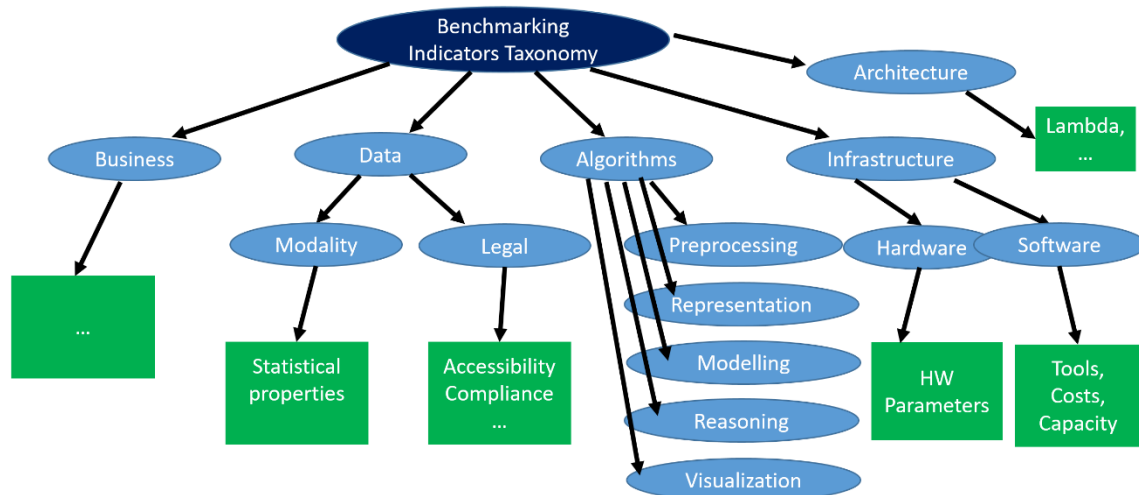 Benchmarking
Indicators Taxonomy
Architecture
Lambda,
...
Business
Data
Algorithms
Infrastructure
Modality
Legal
Preprocessing
Hardware
Software
...
Representation
Statistical
properties
Accessibility
Compliance
...
Modelling
HW
Parameters
Tools,
Costs,
Capacity
Reasoning
Visualization